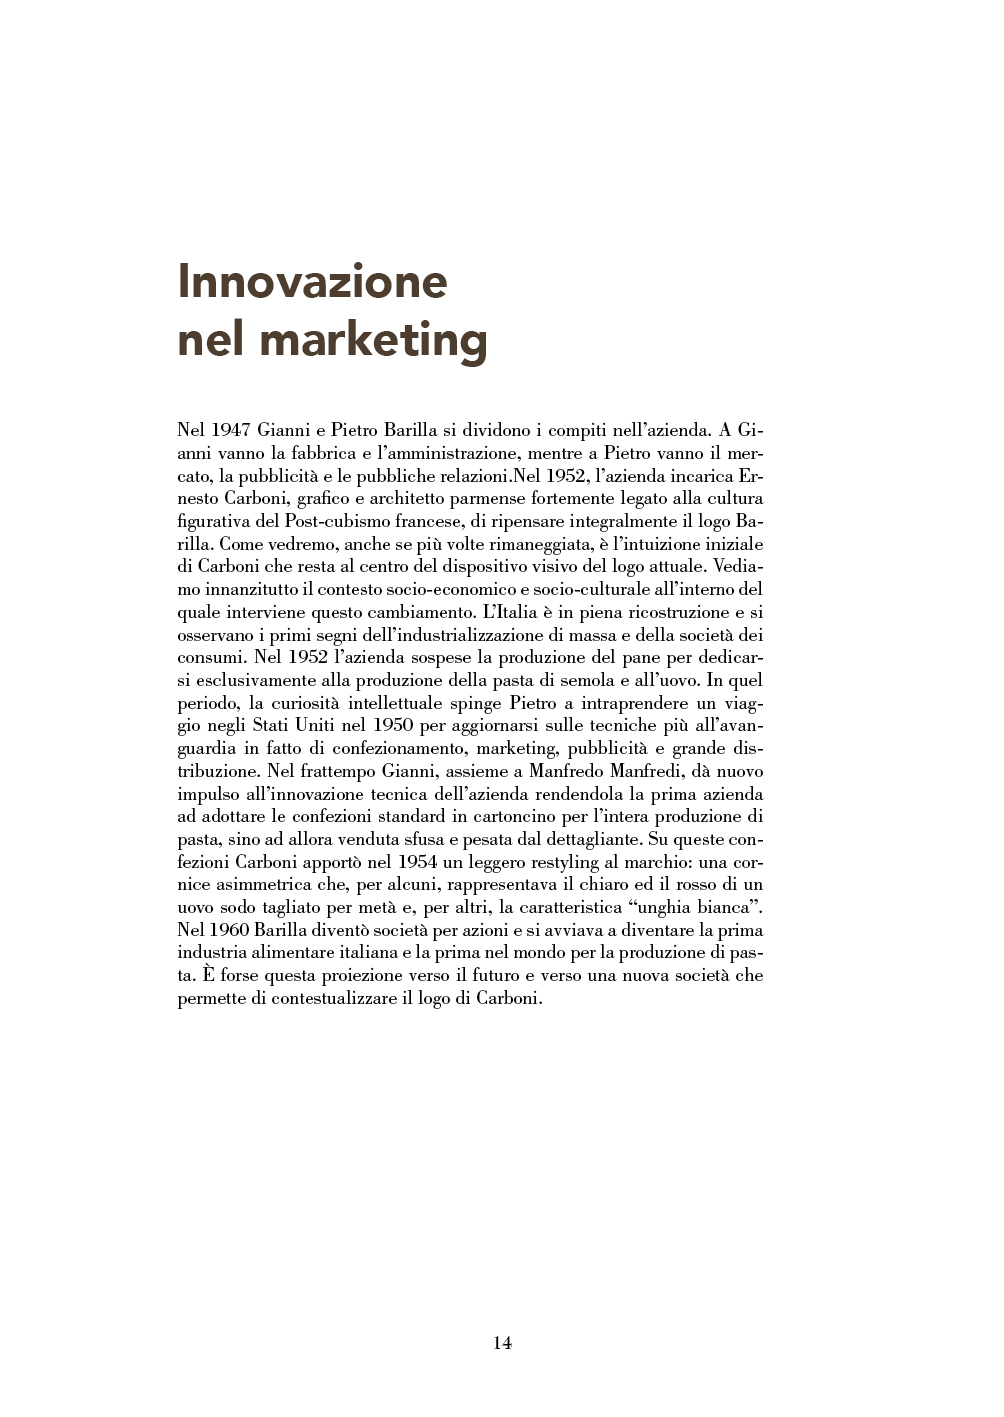 Innovazione
nel marketing
Nel 1947 Gianni e Pietro Barilla si dividono i compiti nell’azienda. A Gi-
anni vanno la fabbrica e l’amministrazione, mentre a Pietro vanno il mer-
cato, la pubblicità e le pubbliche relazioni.Nel 1952, l’azienda incarica Er-
nesto Carboni, grafico e architetto parmense fortemente legato alla cultura
figurativa del Post-cubismo francese, di ripensare integralmente il logo Ba-
rilla. Come vedremo, anche se più volte rimaneggiata, è l’intuizione iniziale
di Carboni che resta al centro del dispositivo visivo del logo attuale. Vedia-
mo innanzitutto il contesto socio-economico e socio-culturale all’interno del
quale interviene questo cambiamento. L’Italia è in piena ricostruzione e si
osservano i primi segni dell’industrializzazione di massa e della società dei
consumi. Nel 1952 l’azienda sospese la produzione del pane per dedicar-
si esclusivamente alla produzione della pasta di semola e all’uovo. In quel
periodo, la curiosità intellettuale spinge Pietro a intraprendere un viag-
gio negli Stati Uniti nel 1950 per aggiornarsi sulle tecniche più all’avan-
guardia in fatto di confezionamento, marketing, pubblicità e grande dis-
tribuzione. Nel frattempo Gianni, assieme a Manfredo Manfredi, dà nuovo
impulso all’innovazione tecnica dell’azienda rendendola la prima azienda
ad adottare le confezioni standard in cartoncino per l’intera produzione di
pasta, sino ad allora venduta sfusa e pesata dal dettagliante. Su queste con-
fezioni Carboni apportò nel 1954 un leggero restyling al marchio: una cor-
nice asimmetrica che, per alcuni, rappresentava il chiaro ed il rosso di un
uovo sodo tagliato per metà e, per altri, la caratteristica “unghia bianca”.
Nel 1960 Barilla diventò società per azioni e si avviava a diventare la prima
industria alimentare italiana e la prima nel mondo per la produzione di pas-
ta. È forse questa proiezione verso il futuro e verso una nuova società che
permette di contestualizzare il logo di Carboni.
14